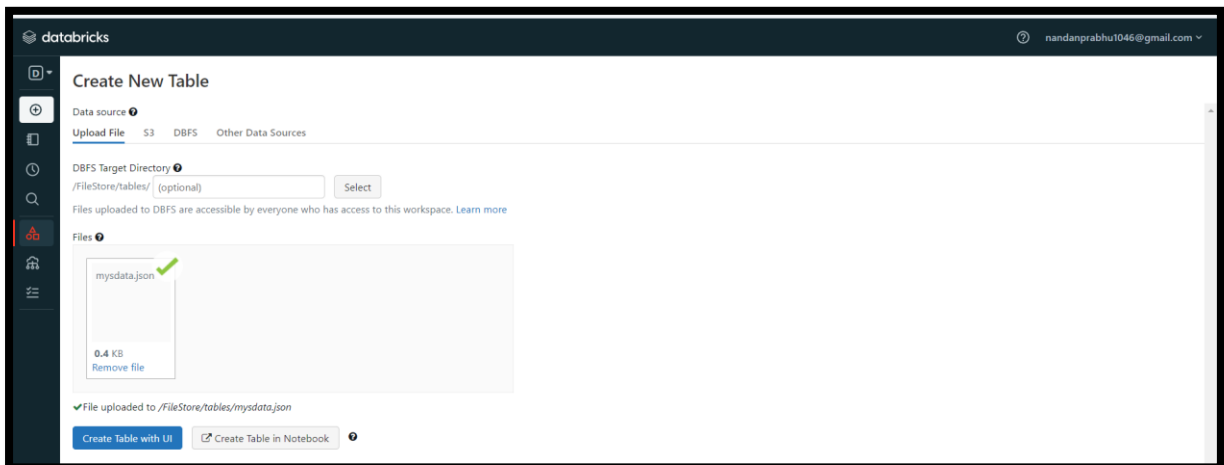 databricks
nandanprabhu1046@gmail.com
D
Create New Table
Data source
Upload File S3 DBFS Other Data Sources
DBFS Target Directory
/FileStore/tables/ (optional) Select
Files uploaded to DBFS are accessible by everyone who has access to this workspace. Learn more
Files
mysdata.json
0.4 KB
Remove file
File uploaded to /FileStore/tables/mysdata.json
Create Table with UI Create Table in Notebook